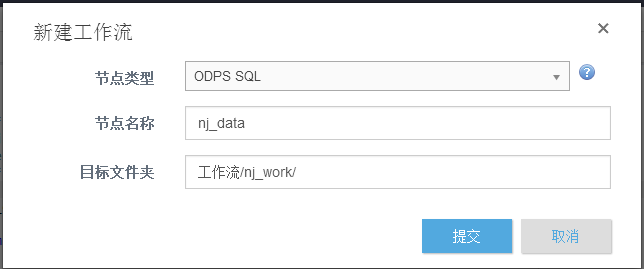 新建工作流
节点类型 ODPS SQL
节点名称 nj_data
目标文件夹 工作流/nj_work/
提交 取消